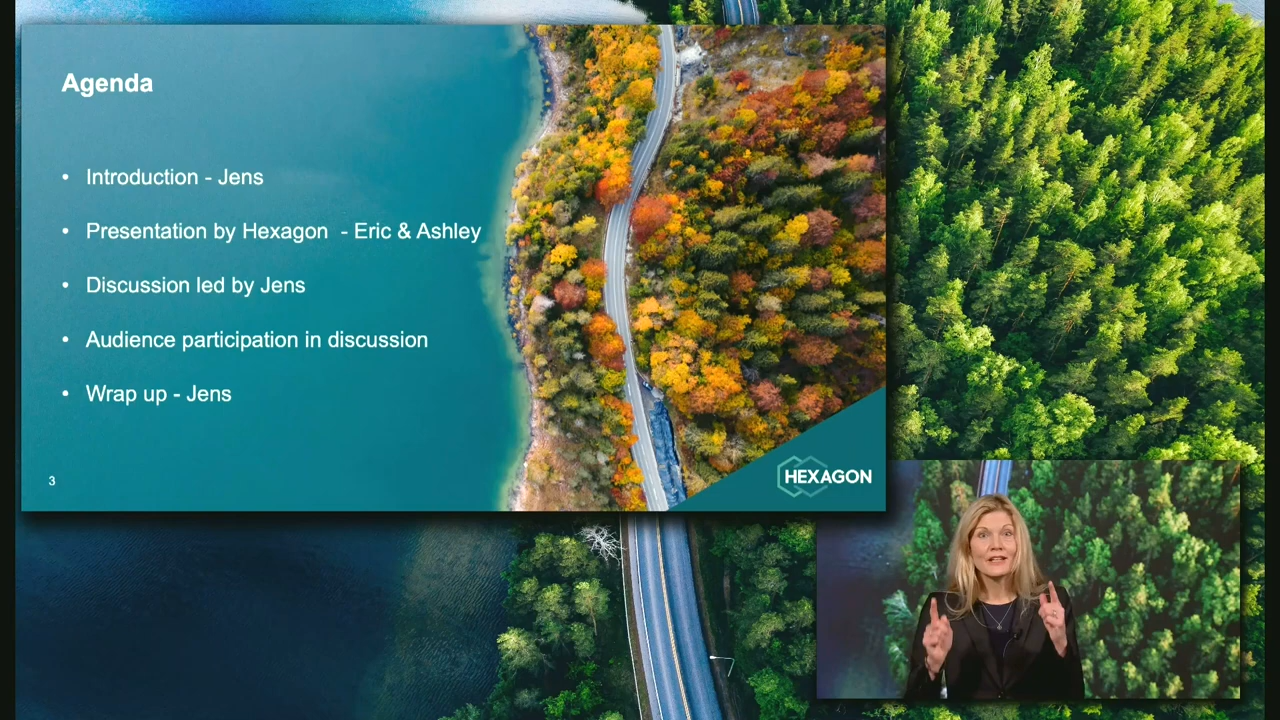 Agenda
• Introduction - Jens
• Presentation by Hexagon - Eric & Ashley
• Discussion led by Jens
• Audience participation in discussion
• Wrap up - Jens
3
HEXAGON